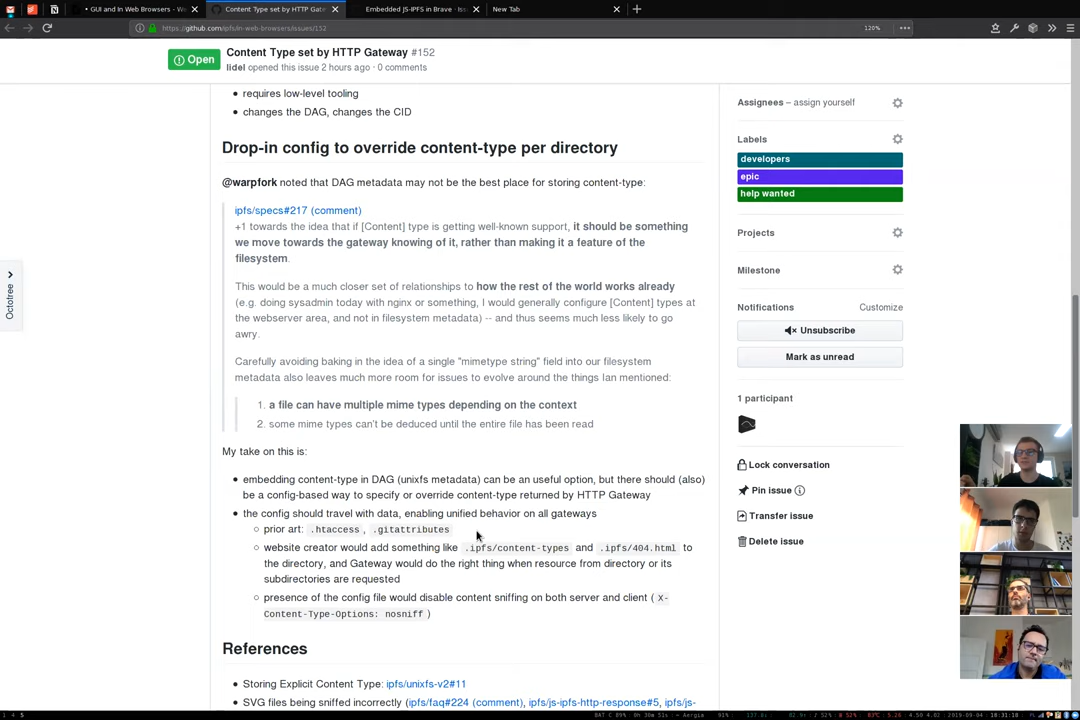 • GUI and In Web Browsers -
Content Type set by HTTP Gate
Embedded JS-IPFS in Brave · Iss
New Tab
https://github.com/ipfs/in-web-browsers/issues/152
120%
Open
Content Type set by HTTP Gateway #152
lidel opened this issue 2 hours ago · 0 comments
requires low-level tooling
changes the DAG, changes the CID
Drop-in config to override content-type per directory
@warpfork noted that DAG metadata may not be the best place for storing content-type:
ipfs/specs#217 (comment)
+1 towards the idea that if [Content] type is getting well-known support, it should be something
we move towards the gateway knowing of it, rather than making it a feature of the
filesystem.
This would be a much closer set of relationships to how the rest of the world works already
(e.g. doing sysadmin today with nginx or something, I would generally configure [Content] types at
the webserver area, and not in filesystem metadata) -- and thus seems much less likely to go
awry.
Carefully avoiding baking in the idea of a single "mimetype string" field into our filesystem
metadata also leaves much more room for issues to evolve around the things Ian mentioned:
1. a file can have multiple mime types depending on the context
2. some mime types can't be deduced until the entire file has been read
My take on this is:
embedding content-type in DAG (unixfs metadata) can be an useful option, but there should (also)
be a config-based way to specify or override content-type returned by HTTP Gateway
the config should travel with data, enabling unified behavior on all gateways
prior art: .htaccess , .gitattributes
website creator would add something like .ipfs/content-types and .ipfs/404.html to
the directory, and Gateway would do the right thing when resource from directory or its
subdirectories are requested
presence of the config file would disable content sniffing on both server and client ( X-
Content-Type-Options: nosniff )
References
Storing Explicit Content Type: ipfs/unixfs-v2#11
SVG files being sniffed incorrectly (ipfs/faq#224 (comment), ipfs/js-ipfs-http-response#5, ipfs/js-
Octotree
Assignees – assign yourself
Labels
developers
epic
help wanted
Projects
Milestone
Notifications Customize
Unsubscribe
Mark as unread
1 participant
Lock conversation
Pin issue
Transfer issue
Delete issue